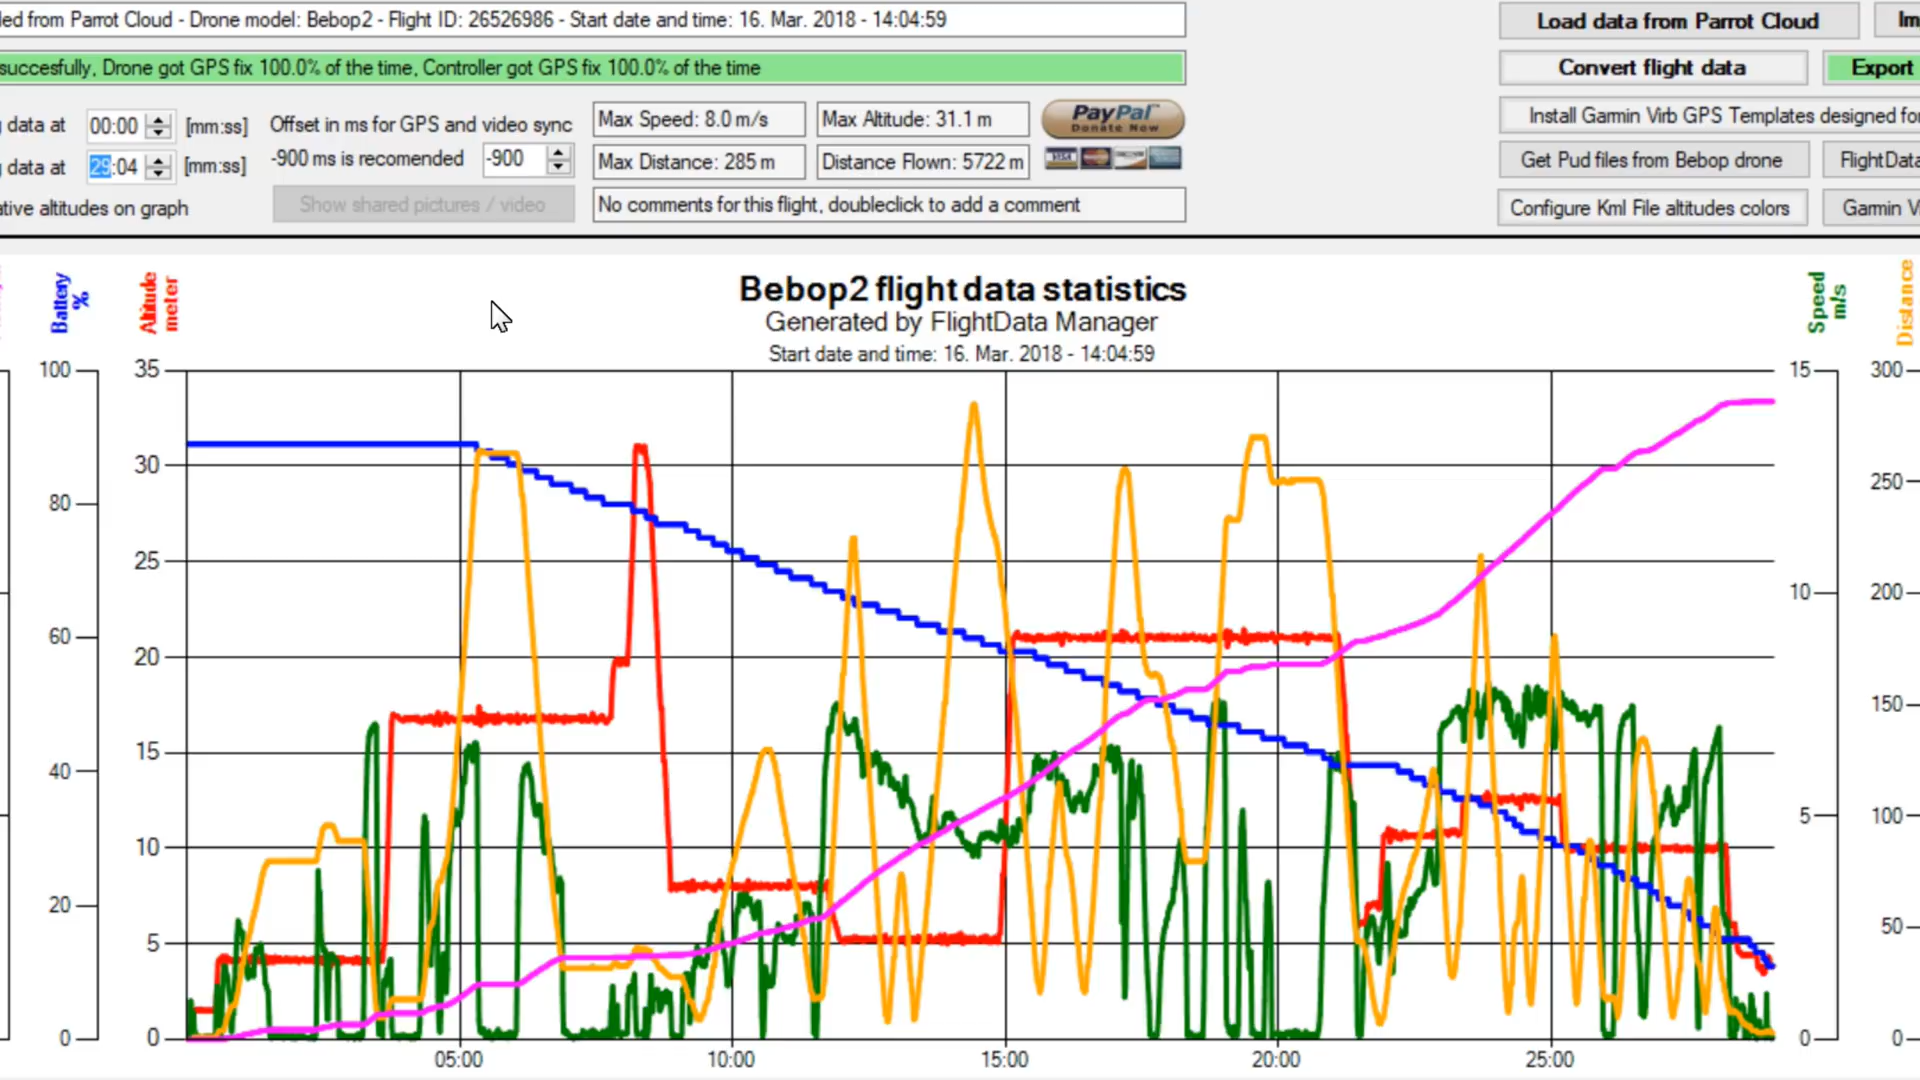 led from Parrot Cloud - Drone model: Bebop2 - Flight ID: 26526986 - Start date and time: 16. Mar. 2018 - 14:04:59
Load data from Parrot Cloud
Im
succesfully, Drone got GPS fix 100.0% of the time, Controller got GPS fix 100.0% of the time
Convert flight data
Export
g data at 00:00 [mm:ss]
Offset in ms for GPS and video sync
Max Speed: 8.0 m/s
Max Altitude: 31.1 m
PayPal
Donate Now
VISA
Install Garmin Virb GPS Templates designed for
g data at 29:04 [mm:ss]
-900 ms is recomended -900
Max Distance: 285 m
Distance Flown: 5722 m
Get Pud files from Bebop drone
FlightData
ative altitudes on graph
Show shared pictures / video
No comments for this flight, doubleclick to add a comment
Configure Kml File altitudes colors
Garmin Vi
Battery
%
Altitude
meter
Bebop2 flight data statistics
Generated by FlightData Manager
Start date and time: 16. Mar. 2018 - 14:04:59
Speed
m/s
Distance
100
80
60
40
20
0
35
30
25
20
15
10
5
0
15
10
5
0
300
250
200
150
100
50
0
05:00
10:00
15:00
20:00
25:00